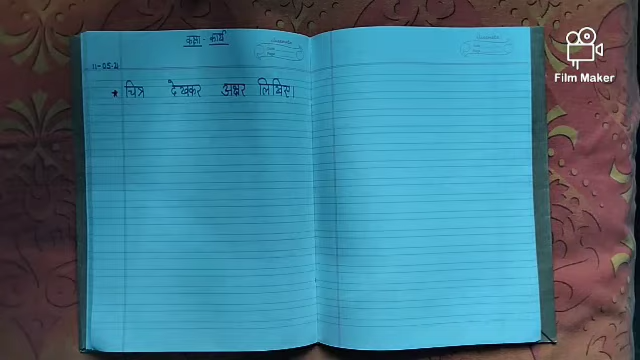 कक्षा - कार्य
11-05-21
★ चित्र देखकर अक्षर लिखिए।
Film Maker